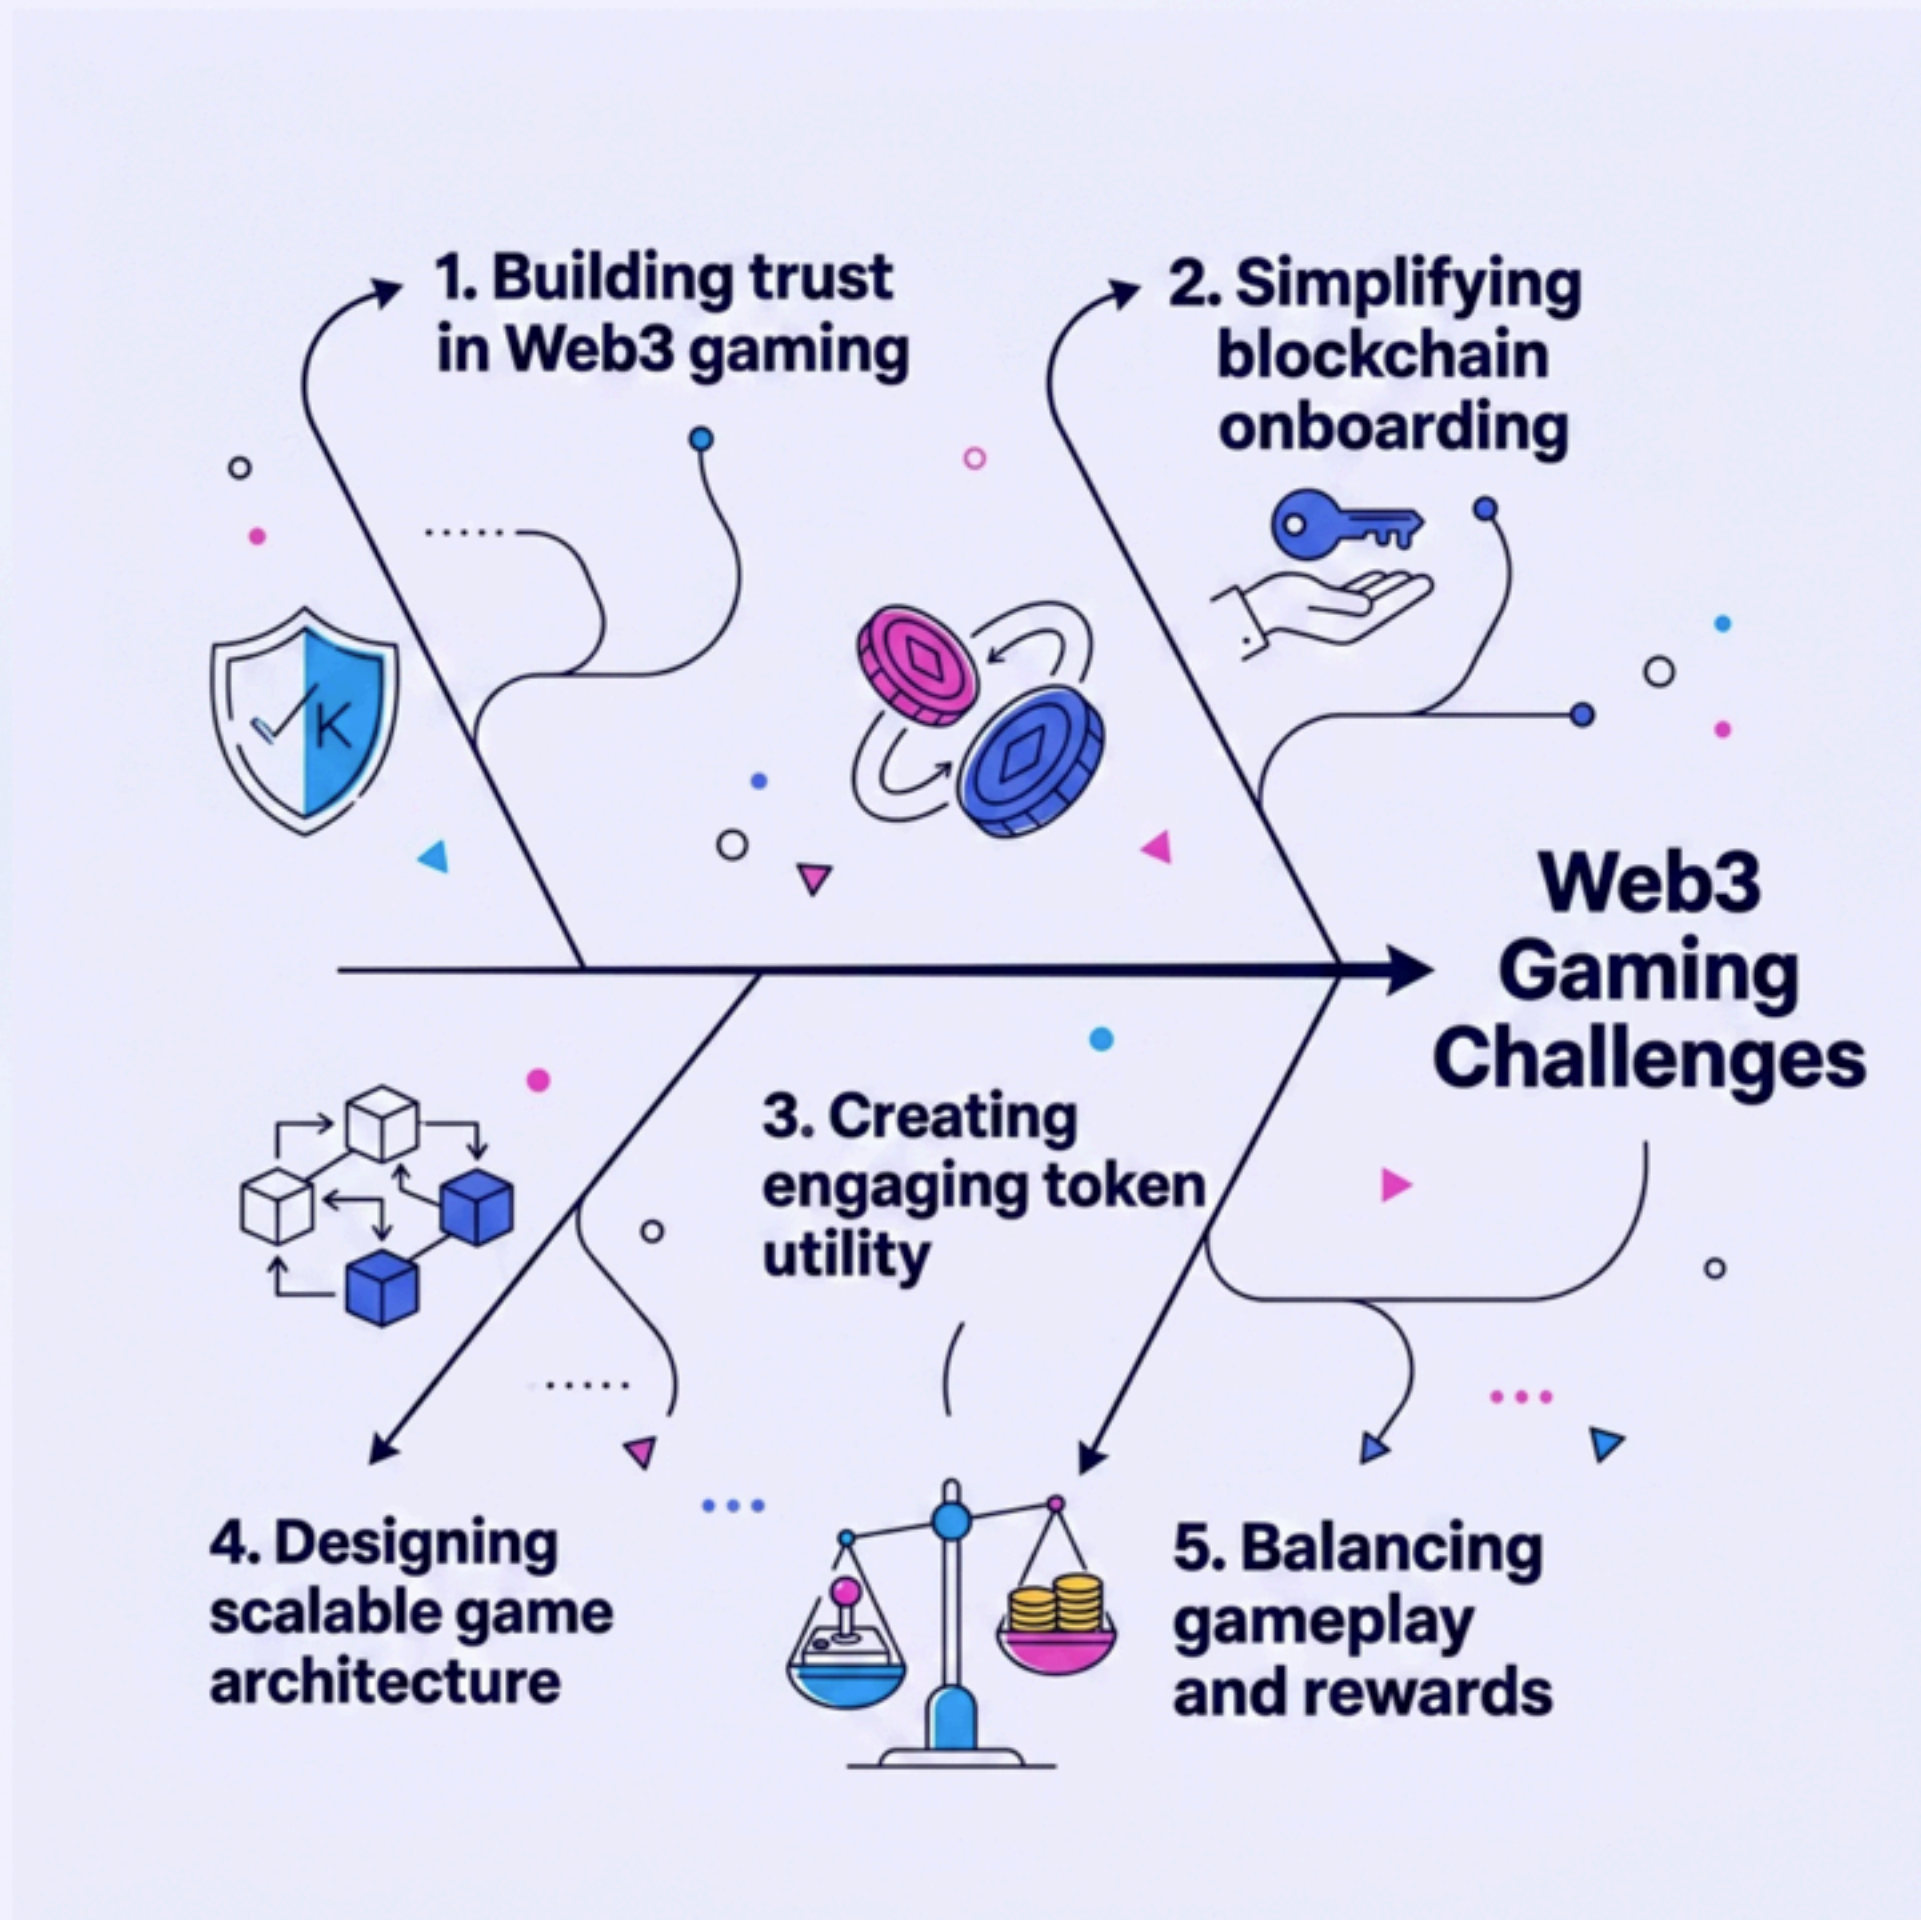 1. Building trust
in Web3 gaming
2. Simplifying
blockchain
onboarding
K
Web3
Gaming
Challenges
3. Creating
engaging token
utility
4. Designing
scalable game
architecture
5. Balancing
gameplay
and rewards